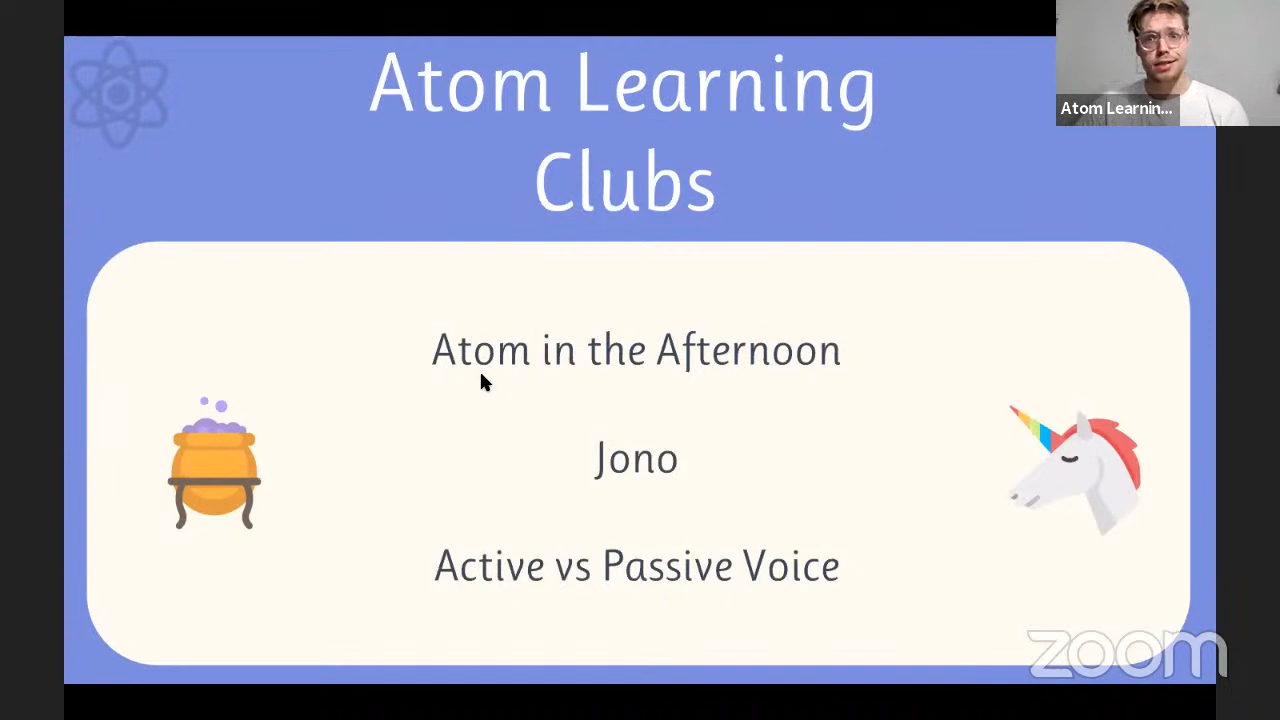 Atom Learning
Clubs
Atom Learnin...
Atom in the Afternoon
Jono
Active vs Passive Voice
zoom